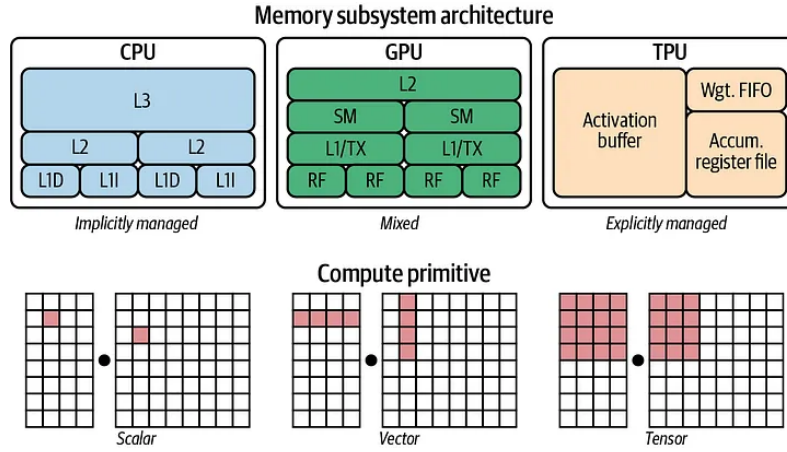 Memory subsystem architecture
CPU
GPU
TPU
L3
L2 L2
L1D L1I L1D L1I
L2
SM SM
L1/TX L1/TX
RF RF RF RF
Activation
buffer
Wgt. FIFO
Accum.
register file
Implicitly managed
Mixed
Explicitly managed
Compute primitive
Scalar
Vector
Tensor